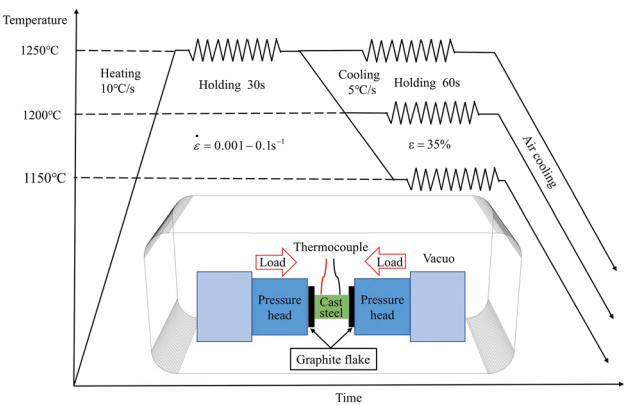 Temperature
1250℃
Heating
10℃/s
Holding 30s
Cooling
5℃/s
Holding 60s
1200℃
ε̇ = 0.001 – 0.1s⁻¹
ε = 35%
Air cooling
1150℃
Thermocouple
Load
Load
Vacuo
Pressure
head
Cast
steel
Pressure
head
Graphite flake
Time